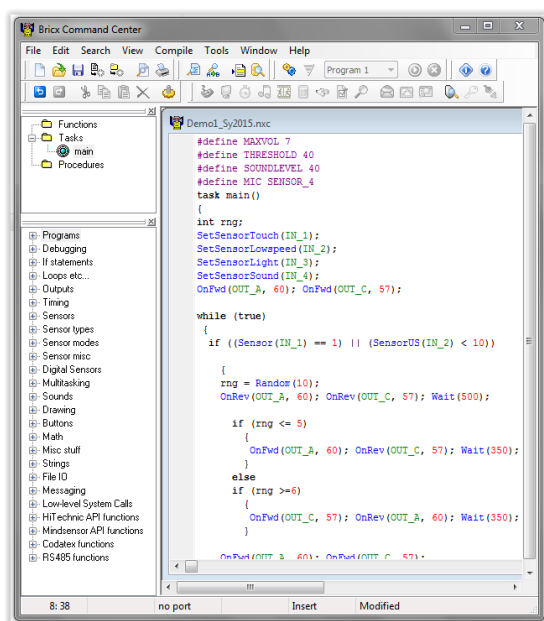 Bricx Command Center
File Edit Search View Compile Tools Window Help
Program 1
Functions
Tasks
main
Procedures
Programs
Debugging
If statements
Loops etc...
Outputs
Timing
Sensors
Sensor types
Sensor modes
Sensor misc
Digital Sensors
Multitasking
Sounds
Drawing
Buttons
Math
Misc stuff
Strings
File IO
Messaging
Low-level System Calls
HiTechnic API functions
Mindsensor API functions
Codatex functions
RS485 functions
Demo1_Sy2015.nxc
#define MAXVOL 7
#define THRESHOLD 40
#define SOUNDLEVEL 40
#define MIC SENSOR_4
task main()
{
int rng;
SetSensorTouch(IN_1);
SetSensorLowspeed(IN_2);
SetSensorLight(IN_3);
SetSensorSound(IN_4);
OnFwd(OUT_A, 60); OnFwd(OUT_C, 57);
while (true)
{
if ((Sensor(IN_1) == 1) || (SensorUS(IN_2) < 10))
{
rng = Random(10);
OnRev(OUT_A, 60); OnRev(OUT_C, 57); Wait(500);
if (rng <= 5)
{
OnFwd(OUT_A, 60); OnRev(OUT_C, 57); Wait(350);
}
else
if (rng >=6)
{
OnFwd(OUT_C, 57); OnRev(OUT_A, 60); Wait(350);
}
OnFwd(OUT_A, 60); OnFwd(OUT_C, 57);
8: 38 no port Insert Modified